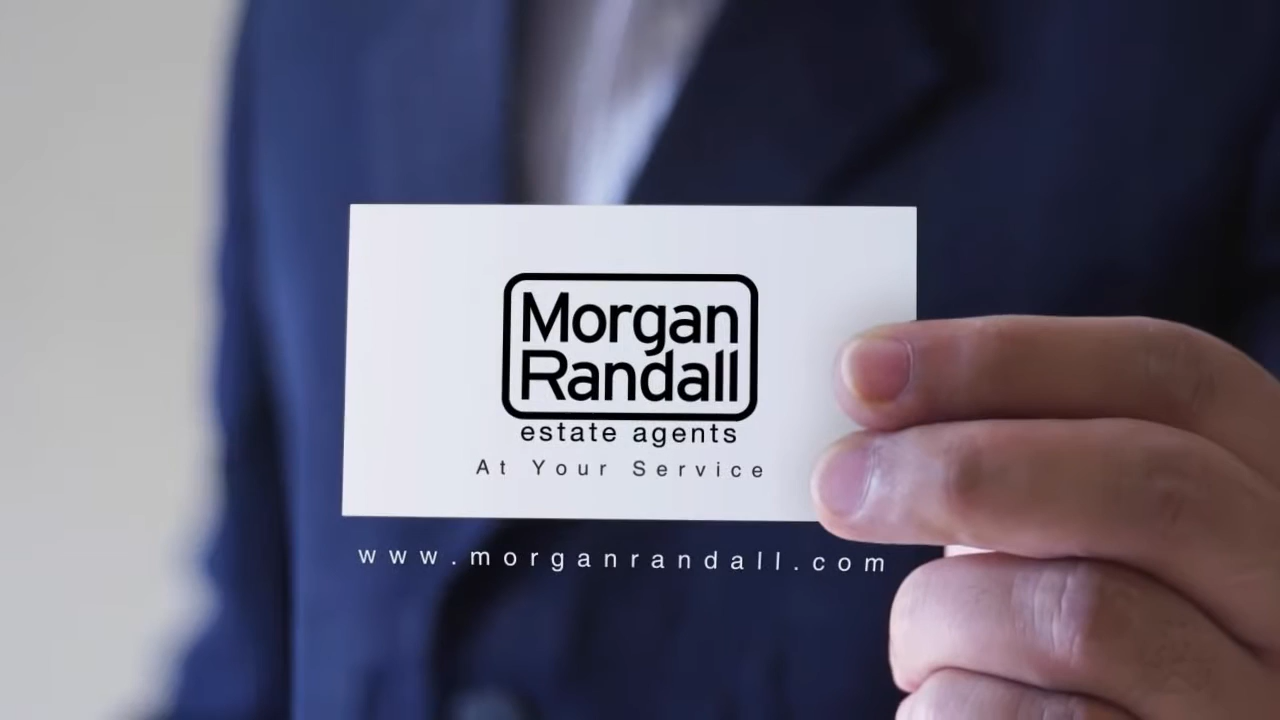 Morgan
Randall
estate agents
At Your Service
www.morganrandall.com